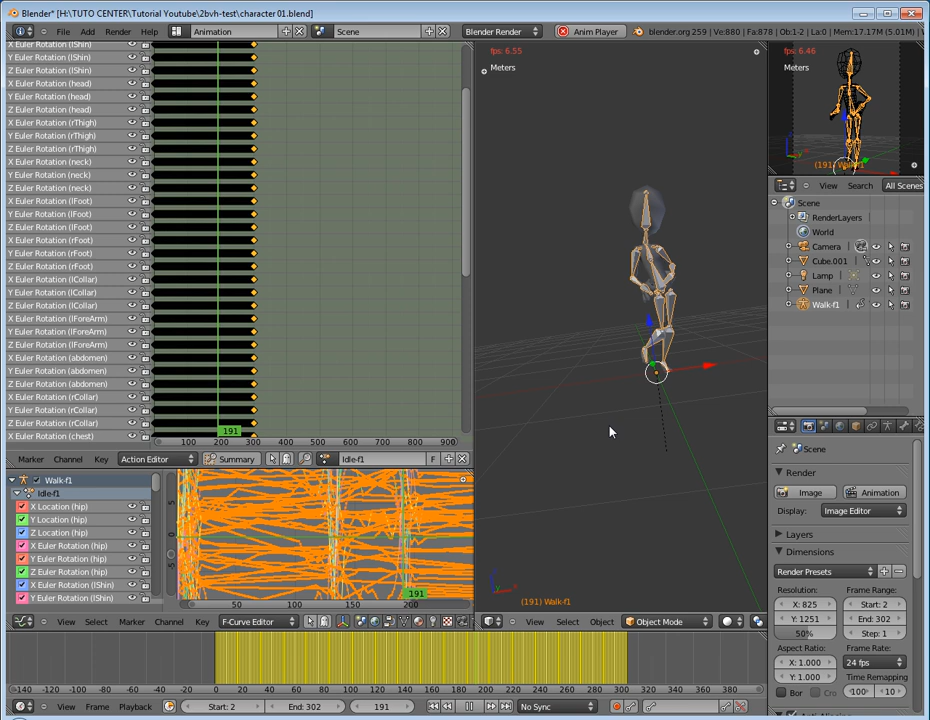 Blender* [H:\TUTO CENTER\Tutorial Youtube\2bvh-test\character 01.blend]
File Add Render Help Animation Scene Blender Render Anim Player blender.org 259 | Ve:880 | Fa:878 | Ob:1-2 | La:0 | Mem:17.17M (5.01M) |
X Euler Rotation (lShin)
Y Euler Rotation (lShin)
Z Euler Rotation (lShin)
X Euler Rotation (head)
Y Euler Rotation (head)
Z Euler Rotation (head)
X Euler Rotation (rThigh)
Y Euler Rotation (rThigh)
Z Euler Rotation (rThigh)
X Euler Rotation (neck)
Y Euler Rotation (neck)
Z Euler Rotation (neck)
X Euler Rotation (lFoot)
Y Euler Rotation (lFoot)
Z Euler Rotation (lFoot)
X Euler Rotation (rFoot)
Y Euler Rotation (rFoot)
Z Euler Rotation (rFoot)
X Euler Rotation (lCollar)
Y Euler Rotation (lCollar)
Z Euler Rotation (lCollar)
X Euler Rotation (lForeArm)
Y Euler Rotation (lForeArm)
Z Euler Rotation (lForeArm)
X Euler Rotation (abdomen)
Y Euler Rotation (abdomen)
Z Euler Rotation (abdomen)
X Euler Rotation (rCollar)
Y Euler Rotation (rCollar)
Z Euler Rotation (rCollar)
X Euler Rotation (chest)
191
100 200 300 400 500 600 700 800 900
Marker Channel Key Action Editor Summary Idle-f1 F
Walk-f1
Idle-f1
X Location (hip)
Y Location (hip)
Z Location (hip)
X Euler Rotation (hip)
Y Euler Rotation (hip)
Z Euler Rotation (hip)
X Euler Rotation (lShin)
Y Euler Rotation (lShin)
5
0
-5
191
50 100 150 200
View Select Marker Channel Key F-Curve Editor
fps: 6.55
Meters
(191) Walk-f1
View Select Object Object Mode
fps: 6.46
Meters
(191) Walk-f1
View Search All Scenes
Scene
RenderLayers
World
Camera
Cube.001
Lamp
Plane
Walk-f1
Scene
Render
Image Animation
Display: Image Editor
Layers
Dimensions
Render Presets
Resolution: Frame Range:
X: 825 Start: 2
Y: 1251 End: 302
50% Step: 1
Aspect Ratio: Frame Rate:
X: 1.000 24 fps
Y: 1.000 Time Remapping
Bor Cro 100 10
-140 -120 -100 -80 -60 -40 -20 0 20 40 60 80 100 120 140 160 180 200 220 240 260 280 300 320 340 360 380
View Frame Playback Start: 2 End: 302 191 No Sync